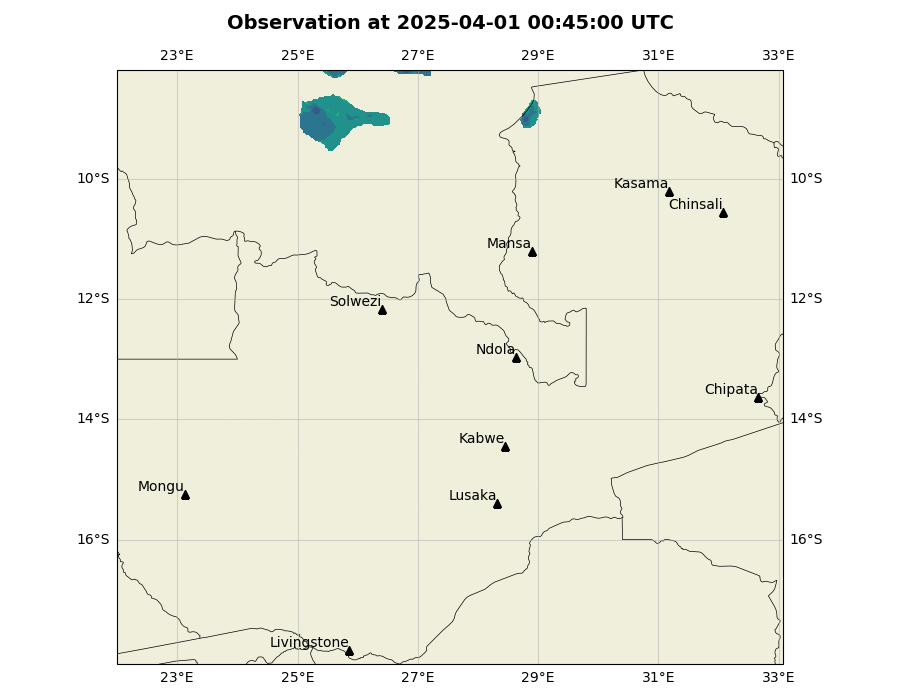 Observation at 2025-04-01 00:45:00 UTC
23°E 25°E 27°E 29°E 31°E 33°E
10°S 10°S
Kasama
Chinsali
Mansa
12°S 12°S
Solwezi
Ndola
Chipata
14°S 14°S
Kabwe
Mongu
Lusaka
16°S 16°S
Livingstone
23°E 25°E 27°E 29°E 31°E 33°E